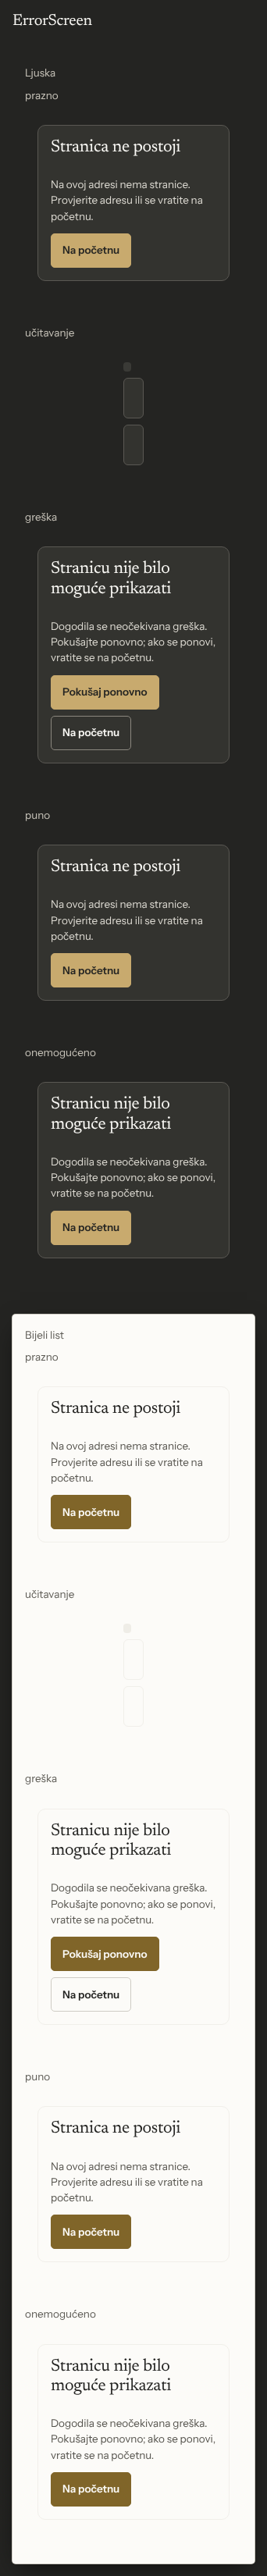 ErrorScreen
Ljuska
prazno
Stranica ne postoji
Na ovoj adresi nema stranice.
Provjerite adresu ili se vratite na
početnu.
Na početnu
učitavanje
greška
Stranicu nije bilo
moguće prikazati
Dogodila se neočekivana greška.
Pokušajte ponovno; ako se ponovi,
vratite se na početnu.
Pokušaj ponovno
Na početnu
puno
Stranica ne postoji
Na ovoj adresi nema stranice.
Provjerite adresu ili se vratite na
početnu.
Na početnu
onemogućeno
Stranicu nije bilo
moguće prikazati
Dogodila se neočekivana greška.
Pokušajte ponovno; ako se ponovi,
vratite se na početnu.
Na početnu
Bijeli list
prazno
Stranica ne postoji
Na ovoj adresi nema stranice.
Provjerite adresu ili se vratite na
početnu.
Na početnu
učitavanje
greška
Stranicu nije bilo
moguće prikazati
Dogodila se neočekivana greška.
Pokušajte ponovno; ako se ponovi,
vratite se na početnu.
Pokušaj ponovno
Na početnu
puno
Stranica ne postoji
Na ovoj adresi nema stranice.
Provjerite adresu ili se vratite na
početnu.
Na početnu
onemogućeno
Stranicu nije bilo
moguće prikazati
Dogodila se neočekivana greška.
Pokušajte ponovno; ako se ponovi,
vratite se na početnu.
Na početnu